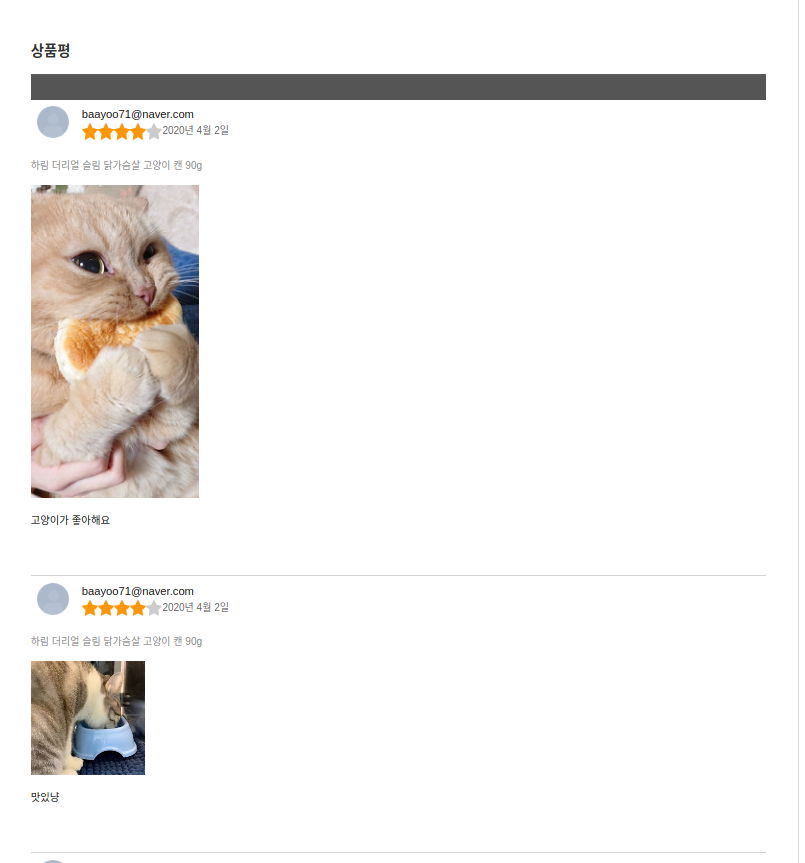 상품평
baayoo71@naver.com
2020년 4월 2일
하림 더리얼 슬림 닭가슴살 고양이 캔 90g
고양이가 좋아해요
baayoo71@naver.com
2020년 4월 2일
하림 더리얼 슬림 닭가슴살 고양이 캔 90g
맛있냥